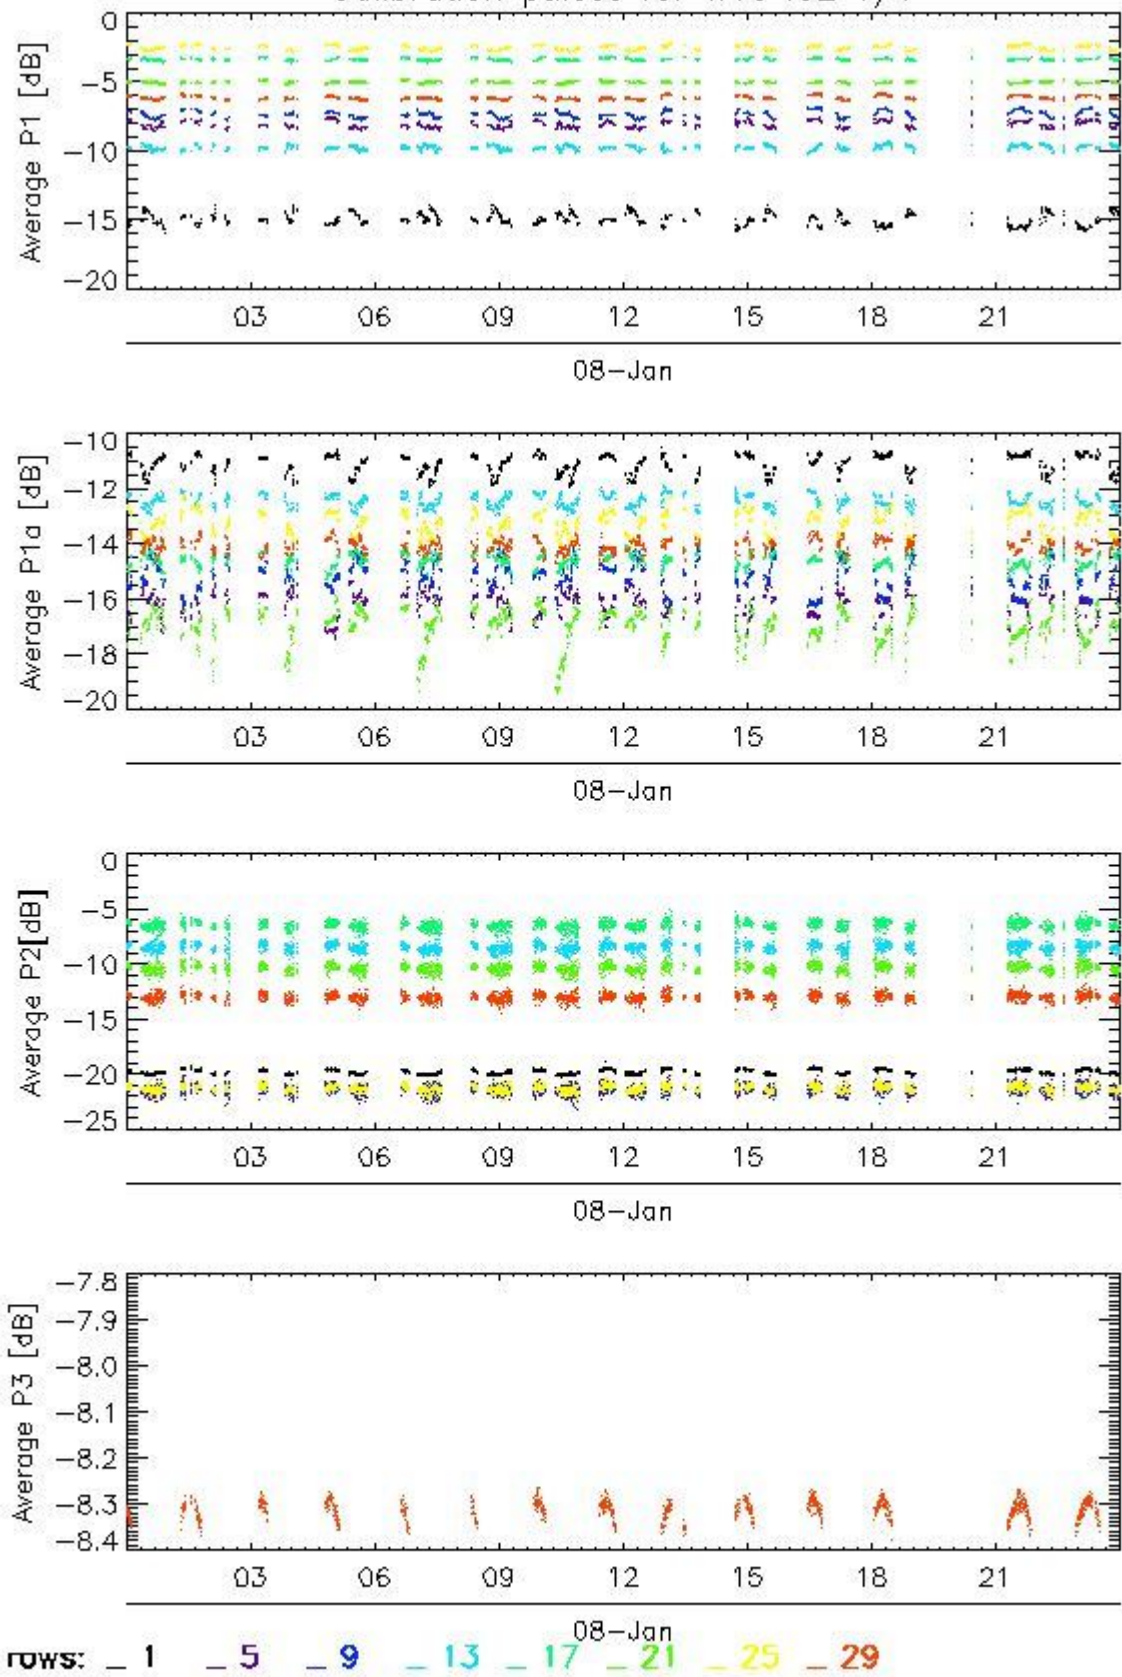 Calibration pulses for
0
−5
−10
−15
−20
Average P1 [dB]
03 06 09 12 15 18 21
08−Jan
−10
−12
−14
−16
−18
−20
Average P1a [dB]
03 06 09 12 15 18 21
08−Jan
0
−5
−10
−15
−20
−25
Average P2[dB]
03 06 09 12 15 18 21
08−Jan
−7.8
−7.9
−8.0
−8.1
−8.2
−8.3
−8.4
Average P3 [dB]
03 06 09 12 15 18 21
08−Jan
rows: _ 1 _ 5 _ 9 _ 13 _ 17 _ 21 _ 25 _ 29